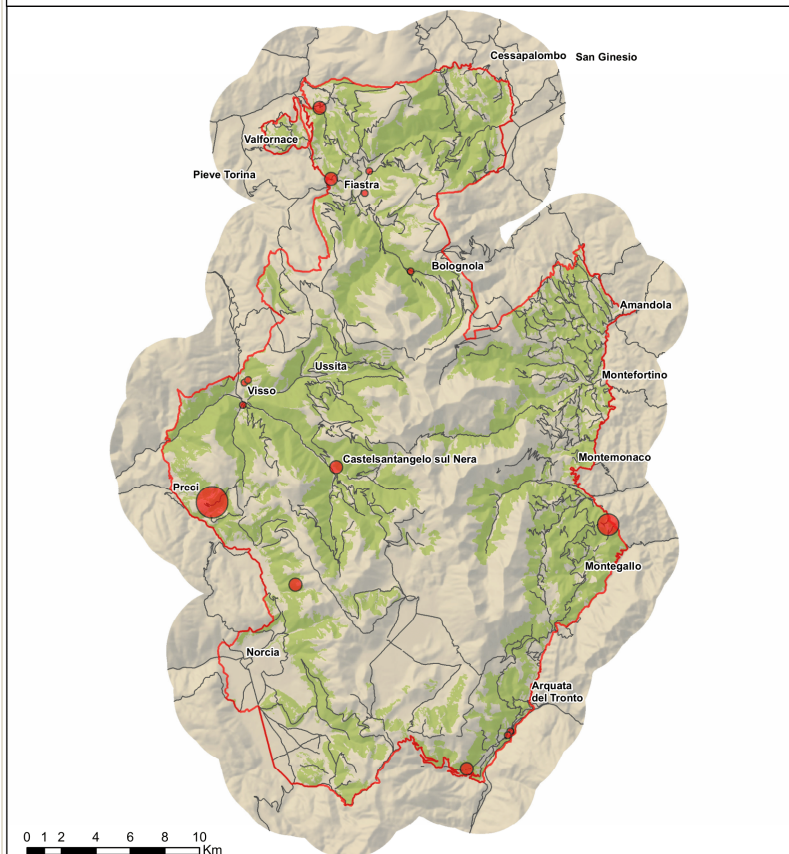 Cessapalombo
San Ginesio
Valfornace
Pieve Torina
Fiastra
Bolognola
Amandola
Ussita
Montefortino
Visso
Castelsantangelo sul Nera
Montemonaco
Preci
Montegallo
Norcia
Arquata
del Tronto
0 1 2 4 6 8 10
Km